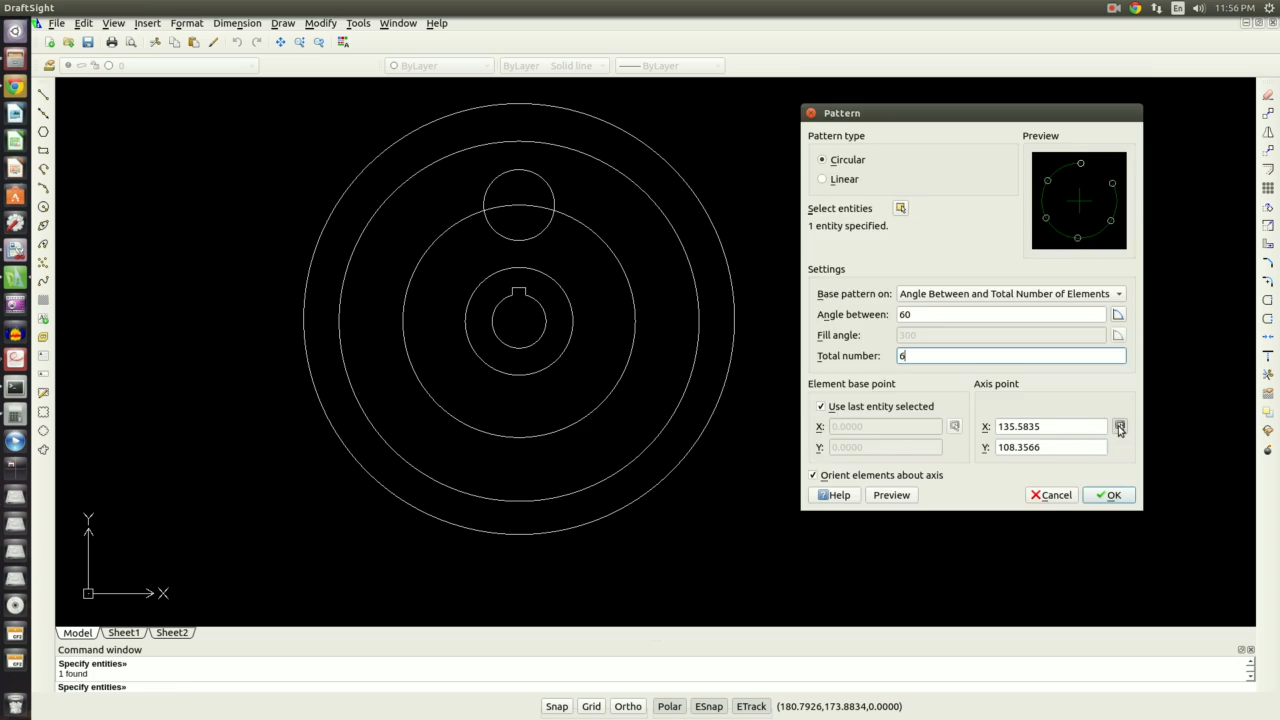 DraftSight
En
11:56 PM
File Edit View Insert Format Dimension Draw Modify Tools Window Help
0
ByLayer
ByLayer Solid line
ByLayer
Pattern
Pattern type
Preview
Circular
Linear
Select entities
1 entity specified.
Settings
Base pattern on: Angle Between and Total Number of Elements
Angle between: 60
Fill angle: 300
Total number: 6
Element base point
Axis point
Use last entity selected
X: 0.0000
X: 135.5835
Y: 0.0000
Y: 108.3566
Orient elements about axis
Help
Preview
Cancel
OK
Y
X
Model Sheet1 Sheet2
Command window
Specify entities»
1 found
Specify entities»
Snap Grid Ortho Polar ESnap ETrack (180.7926,173.8834,0.0000)